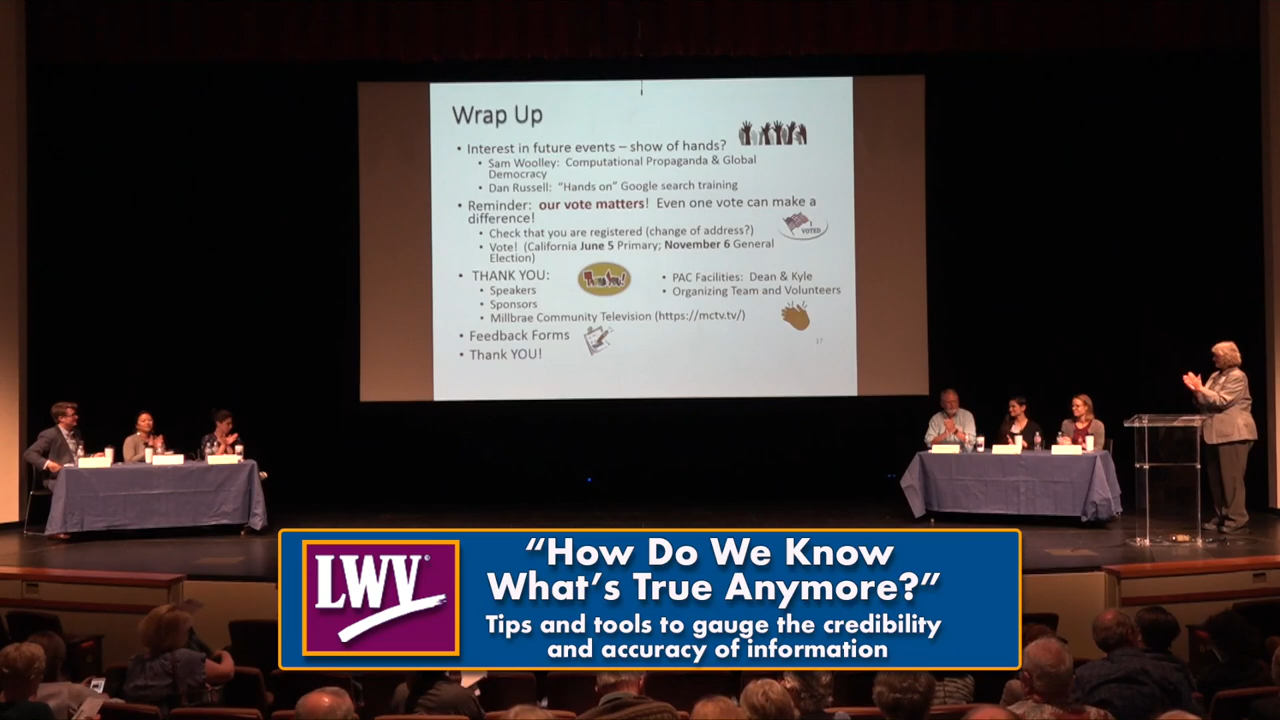 Wrap Up
• Interest in future events – show of hands?
• Sam Woolley: Computational Propaganda & Global
Democracy
• Dan Russell: “Hands on” Google search training
• Reminder: our vote matters! Even one vote can make a
difference!
• Check that you are registered (change of address?)
• Vote! (California June 5 Primary; November 6 General
Election)
I
VOTED
• THANK YOU:
• Speakers
• Sponsors
• Millbrae Community Television (https://mctv.tv/)
Thank You!
• PAC Facilities: Dean & Kyle
• Organizing Team and Volunteers
• Feedback Forms
• Thank YOU!
17
LWV®
“How Do We Know
What’s True Anymore?”
Tips and tools to gauge the credibility
and accuracy of information